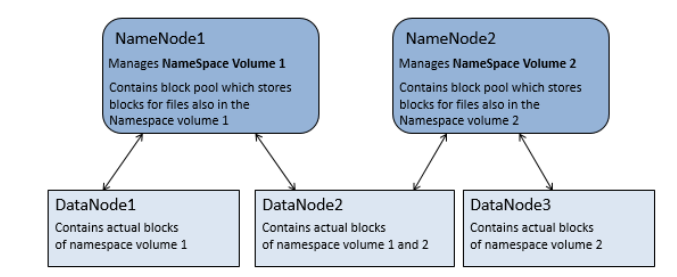 NameNode1
Manages NameSpace Volume 1
Contains block pool which stores
blocks for files also in the
Namespace volume 1
NameNode2
Manages NameSpace Volume 2
Contains block pool which stores
blocks for files also in the
Namespace volume 2
DataNode1
Contains actual blocks
of namespace volume 1
DataNode2
Contains actual blocks
of namespace volume 1 and 2
DataNode3
Contains actual blocks
of namespace volume 2